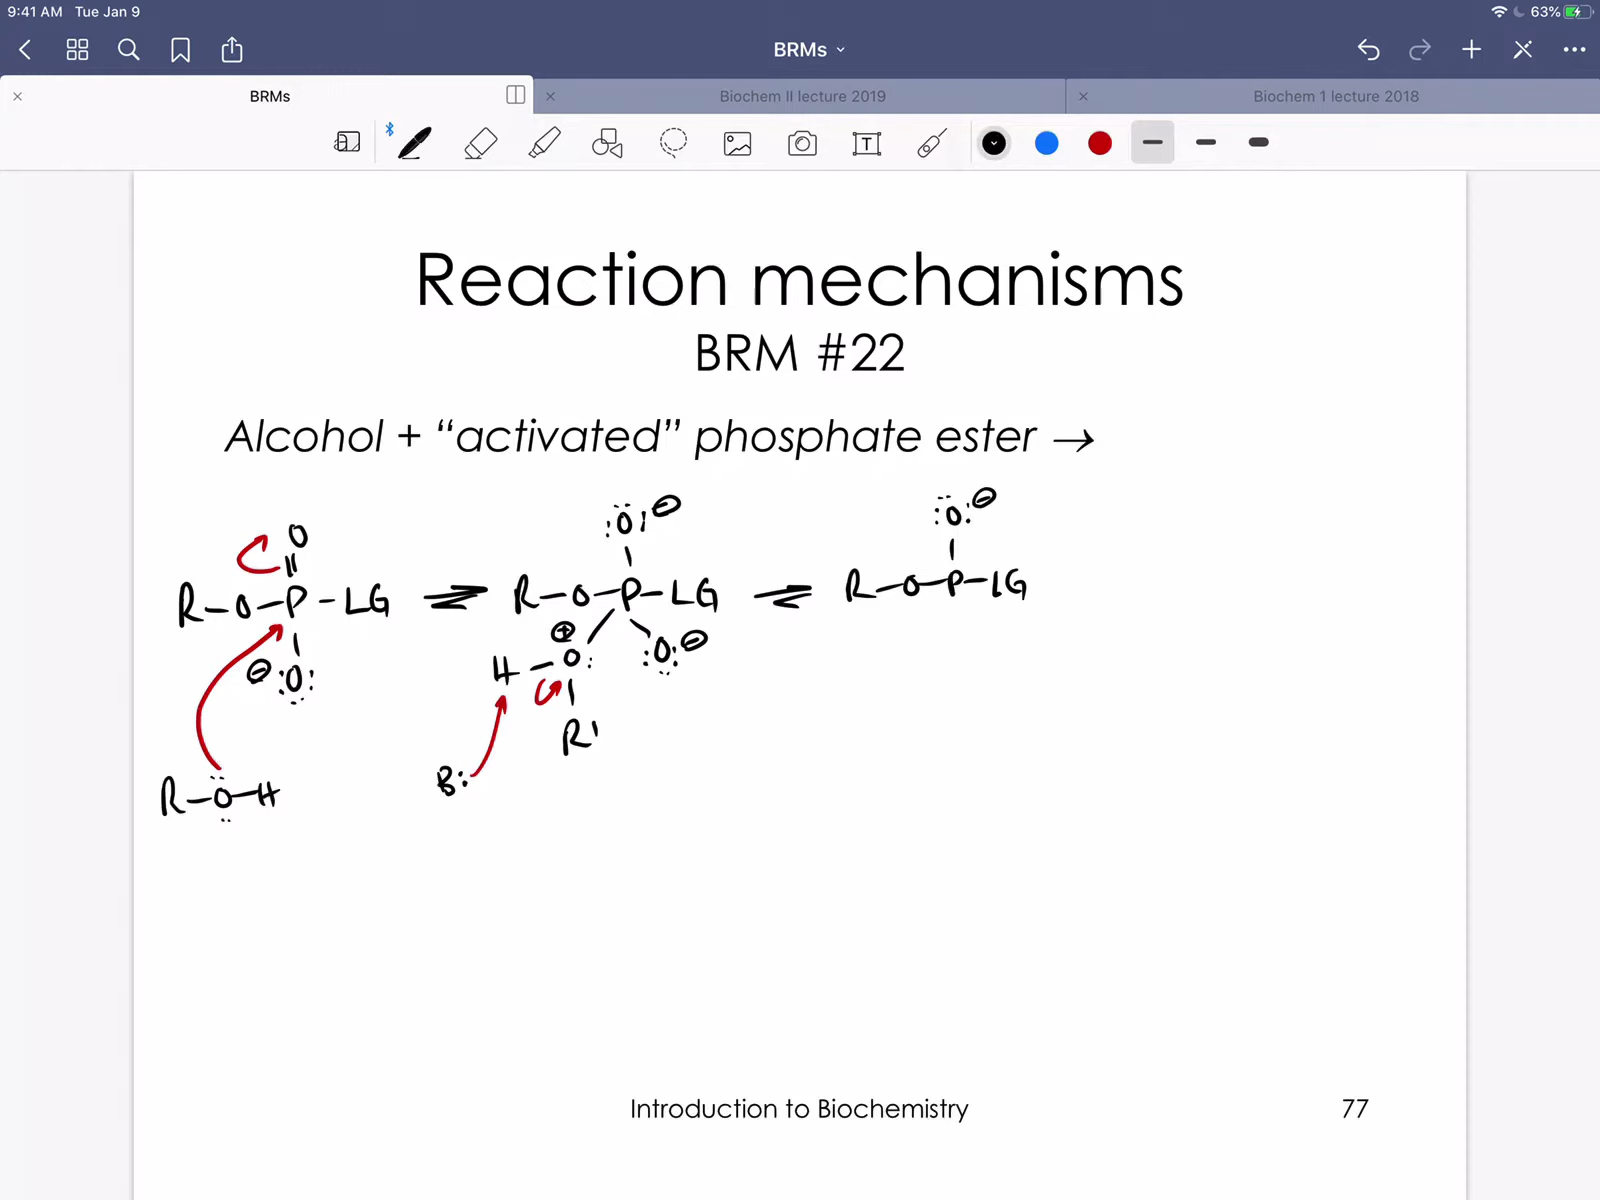 9:41 AM Tue Jan 9
63%
BRMs
BRMs
Biochem II lecture 2019
Biochem 1 lecture 2018
a
T
Reaction mechanisms
BRM #22
Alcohol + “activated” phosphate ester →
O
R–O–P–LG
⊖ :O:
R–O–H
:O: ⊖
R–O–P–LG
⊕
H–O:
:O: ⊖
R'
B:
:O: ⊖
R–O–P–LG
Introduction to Biochemistry
77